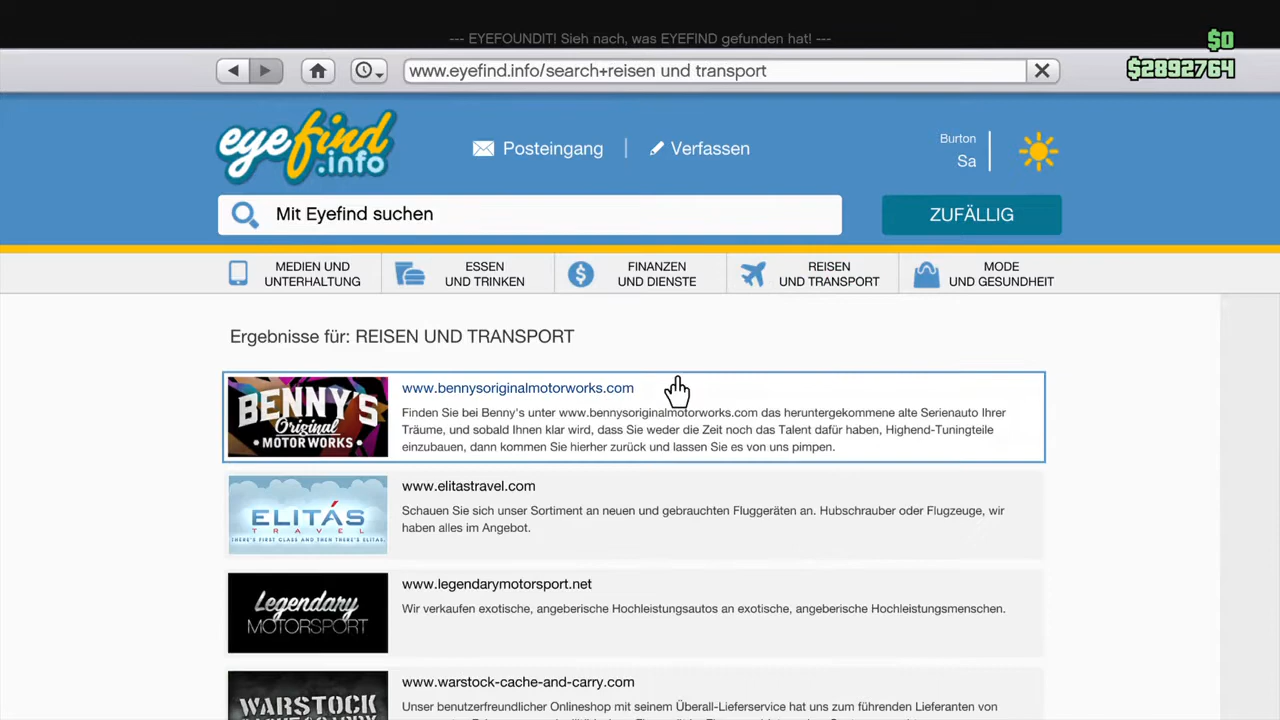 --- EYEFOUNDIT! Sieh nach, was EYEFIND gefunden hat! ---
$0
www.eyefind.info/search+reisen und transport
$2892764
eyefind
.info
Posteingang
Verfassen
Burton
Sa
Mit Eyefind suchen
ZUFÄLLIG
MEDIEN UND
UNTERHALTUNG
ESSEN
UND TRINKEN
FINANZEN
UND DIENSTE
REISEN
UND TRANSPORT
MODE
UND GESUNDHEIT
Ergebnisse für: REISEN UND TRANSPORT
BENNY'S
Original
MOTOR WORKS
www.bennysoriginalmotorworks.com
Finden Sie bei Benny's unter www.bennysoriginalmotorworks.com das heruntergekommene alte Serienauto Ihrer
Träume, und sobald Ihnen klar wird, dass Sie weder die Zeit noch das Talent dafür haben, Highend-Tuningteile
einzubauen, dann kommen Sie hierher zurück und lassen Sie es von uns pimpen.
ELITÁS
TRAVEL
THERE'S FIRST CLASS AND THEN THERE'S ELITAS.
www.elitastravel.com
Schauen Sie sich unser Sortiment an neuen und gebrauchten Fluggeräten an. Hubschrauber oder Flugzeuge, wir
haben alles im Angebot.
Legendary
MOTORSPORT
www.legendarymotorsport.net
Wir verkaufen exotische, angeberische Hochleistungsautos an exotische, angeberische Hochleistungsmenschen.
WARSTOCK
www.warstock-cache-and-carry.com
Unser benutzerfreundlicher Onlineshop mit seinem Überall-Lieferservice hat uns zum führenden Lieferanten von